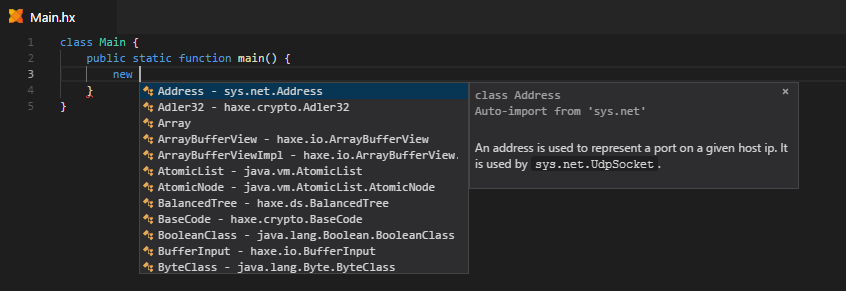 Main.hx
1 class Main {
2 public static function main() {
3 new
4 }
5 }
Address - sys.net.Address
Adler32 - haxe.crypto.Adler32
Array
ArrayBufferView - haxe.io.ArrayBufferView
ArrayBufferViewImpl - haxe.io.ArrayBufferView.
AtomicList - java.vm.AtomicList
AtomicNode - java.vm.AtomicList.AtomicNode
BalancedTree - haxe.ds.BalancedTree
BaseCode - haxe.crypto.BaseCode
BooleanClass - java.lang.Boolean.BooleanClass
BufferInput - haxe.io.BufferInput
ByteClass - java.lang.Byte.ByteClass
class Address ×
Auto-import from 'sys.net'
An address is used to represent a port on a given host ip. It
is used by sys.net.UdpSocket.